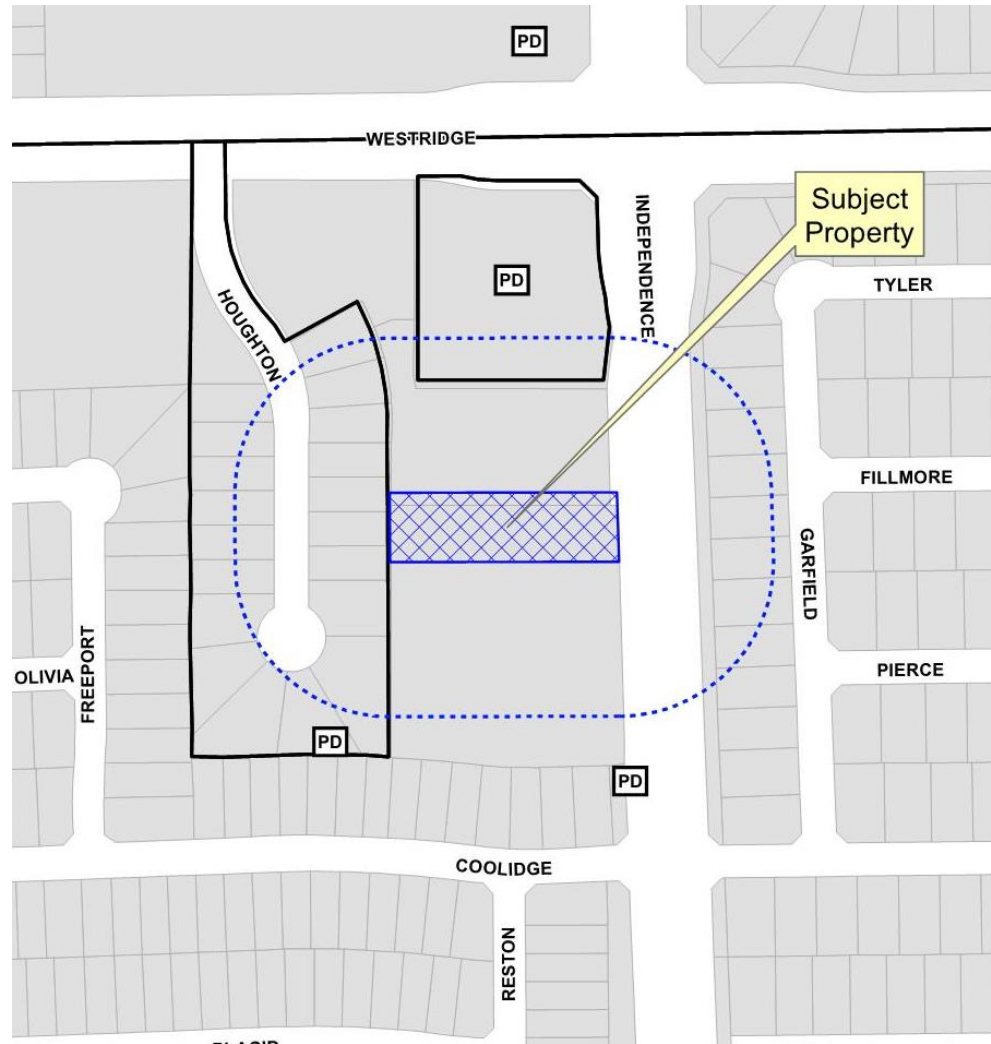 PD
WESTRIDGE
Subject
Property
INDEPENDENCE
PD
TYLER
HOUGHTON
FILLMORE
GARFIELD
FREEPORT
OLIVIA
PIERCE
PD
PD
COOLIDGE
RESTON